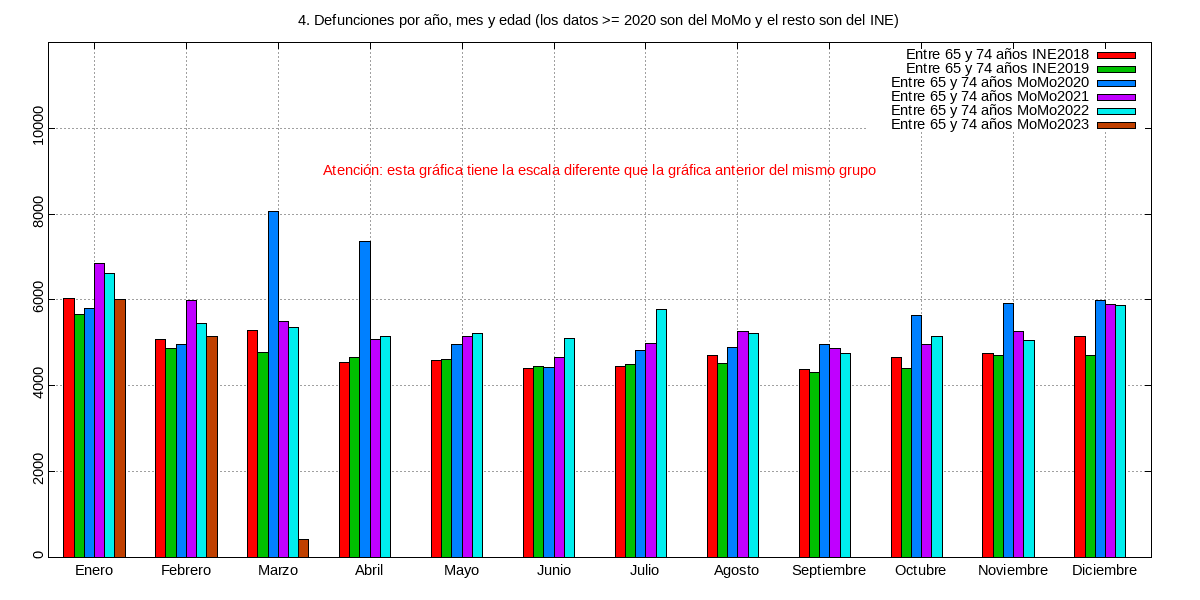 4. Defunciones por año, mes y edad (los datos >= 2020 son del MoMo y el resto son del INE)
Entre 65 y 74 años INE2018
Entre 65 y 74 años INE2019
Entre 65 y 74 años MoMo2020
Entre 65 y 74 años MoMo2021
Entre 65 y 74 años MoMo2022
Entre 65 y 74 años MoMo2023
Atención: esta gráfica tiene la escala diferente que la gráfica anterior del mismo grupo
10000
8000
6000
4000
2000
0
Enero Febrero Marzo Abril Mayo Junio Julio Agosto Septiembre Octubre Noviembre Diciembre